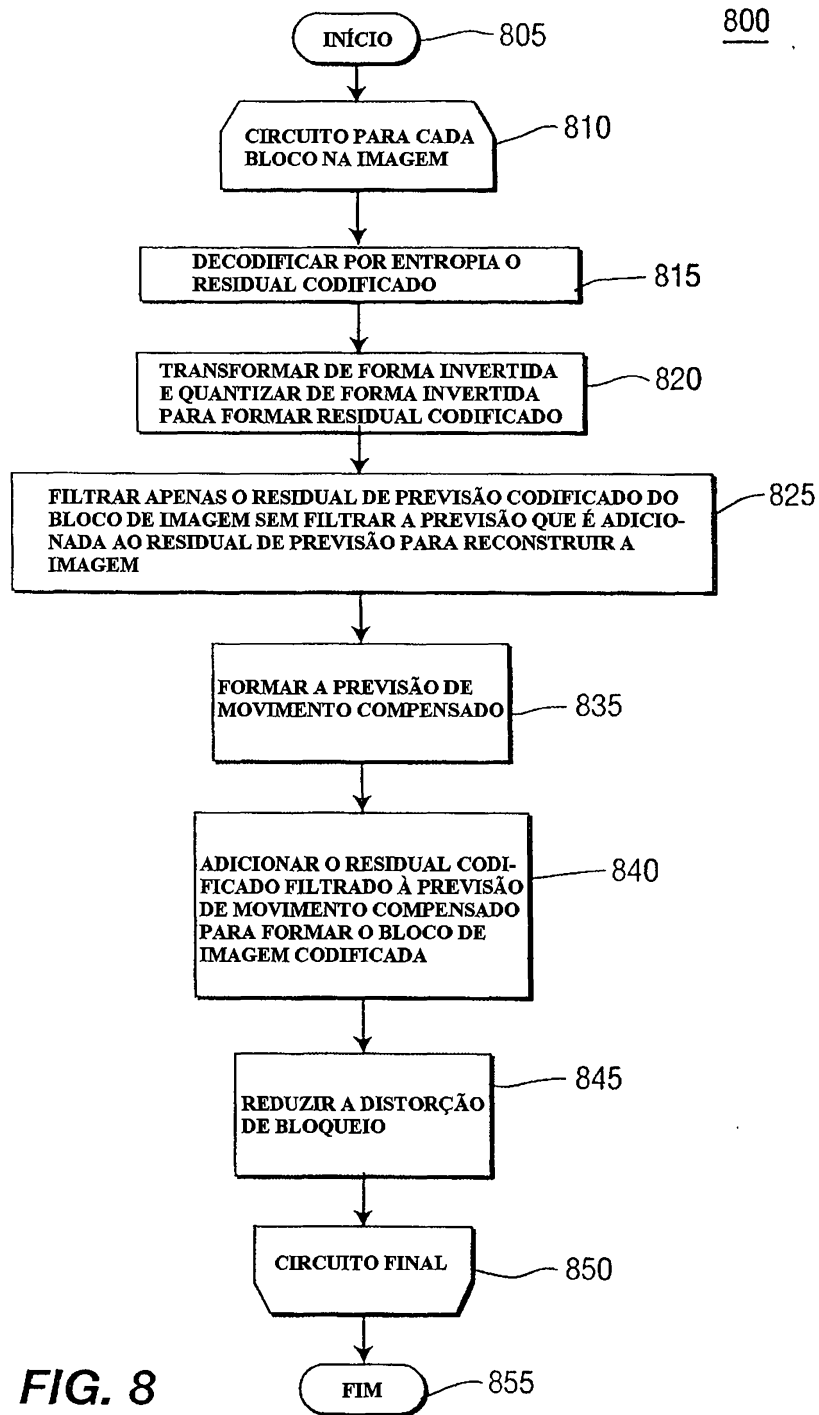 800
INÍCIO
805
CIRCUITO PARA CADA
BLOCO NA IMAGEM
810
DECODIFICAR POR ENTROPIA O
RESIDUAL CODIFICADO
815
TRANSFORMAR DE FORMA INVERTIDA
E QUANTIZAR DE FORMA INVERTIDA
PARA FORMAR RESIDUAL CODIFICADO
820
FILTRAR APENAS O RESIDUAL DE PREVISÃO CODIFICADO DO
BLOCO DE IMAGEM SEM FILTRAR A PREVISÃO QUE É ADICIO-
NADA AO RESIDUAL DE PREVISÃO PARA RECONSTRUIR A
IMAGEM
825
FORMAR A PREVISÃO DE
MOVIMENTO COMPENSADO
835
ADICIONAR O RESIDUAL CODI-
FICADO FILTRADO À PREVISÃO
DE MOVIMENTO COMPENSADO
PARA FORMAR O BLOCO DE
IMAGEM CODIFICADA
840
REDUZIR A DISTORÇÃO
DE BLOQUEIO
845
CIRCUITO FINAL
850
FIM
855
FIG. 8